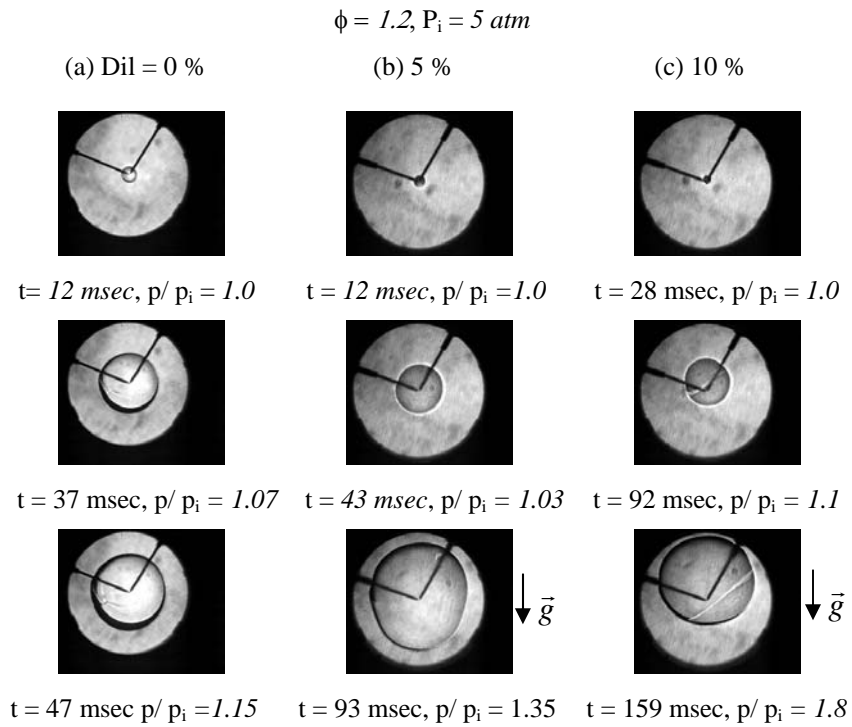 ϕ = 1.2, Pi = 5 atm
(a) Dil = 0 % (b) 5 % (c) 10 %
t= 12 msec, p/ pi = 1.0 t = 12 msec, p/ pi =1.0 t = 28 msec, p/ pi = 1.0
t = 37 msec, p/ pi = 1.07 t = 43 msec, p/ pi = 1.03 t = 92 msec, p/ pi = 1.1
g⃗ g⃗
t = 47 msec p/ pi =1.15 t = 93 msec, p/ pi = 1.35 t = 159 msec, p/ pi = 1.8